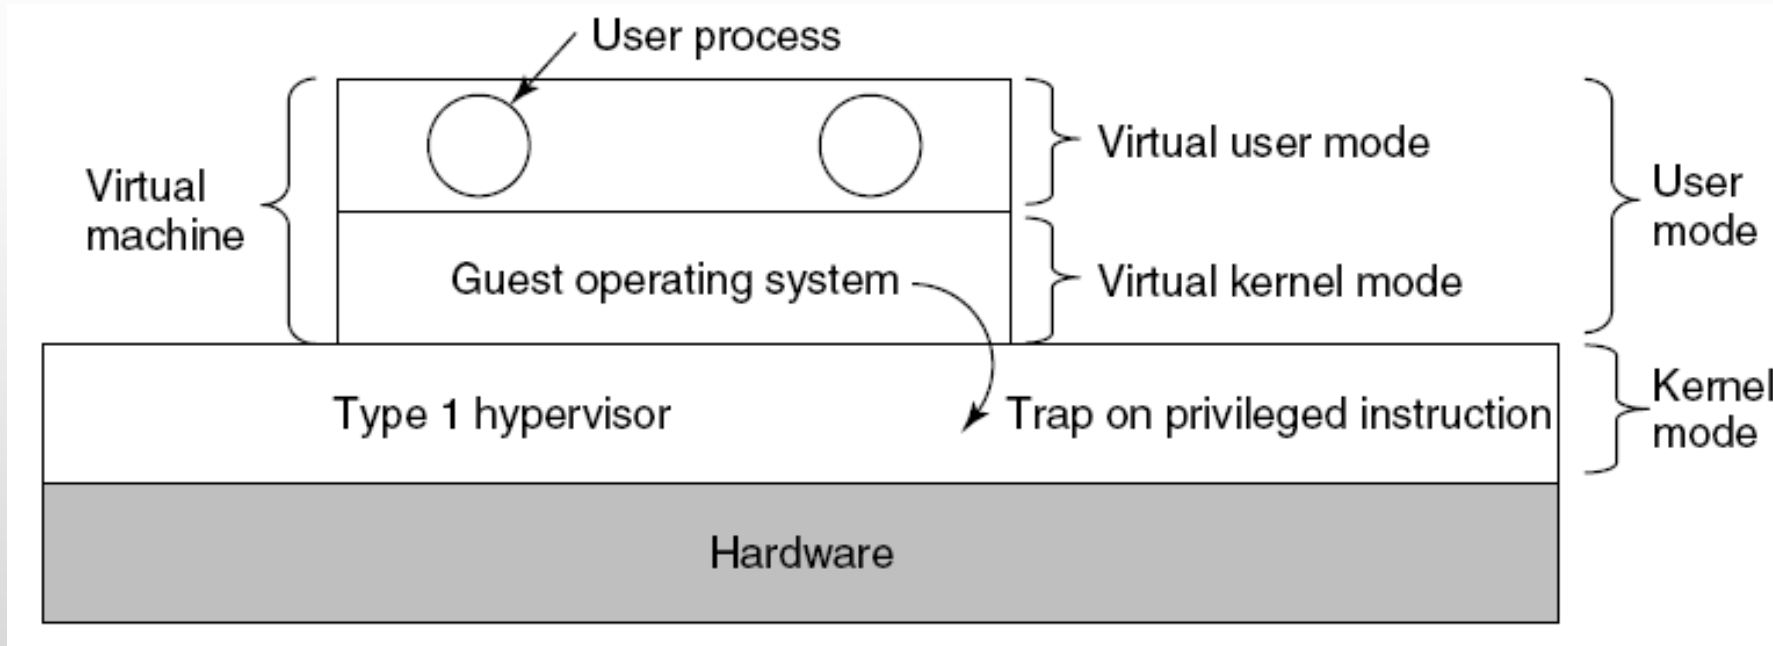 User process
Virtual
machine
Virtual user mode
User
mode
Guest operating system
Virtual kernel mode
Type 1 hypervisor
Trap on privileged instruction
Kernel
mode
Hardware